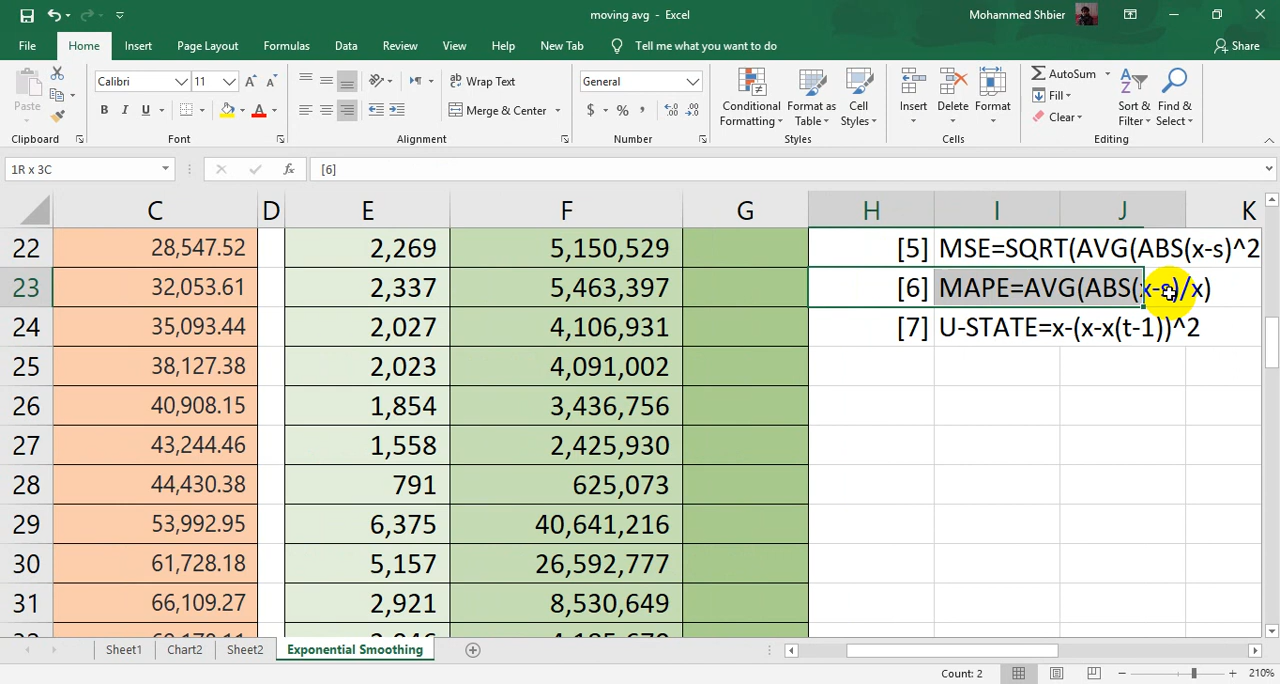 moving avg - Excel
Mohammed Shbier
File Home Insert Page Layout Formulas Data Review View Help New Tab Tell me what you want to do Share
Paste
Calibri 11
B I U
Wrap Text
Merge & Center
General
$ % ,
Conditional Formatting
Format as Table
Cell Styles
Insert Delete Format
AutoSum
Fill
Clear
Sort & Filter
Find & Select
Clipboard Font Alignment Number Styles Cells Editing
1R x 3C fx [6]
C D E F G H I J K
22 28,547.52 2,269 5,150,529 [5] MSE=SQRT(AVG(ABS(x-s)^2
23 32,053.61 2,337 5,463,397 [6] MAPE=AVG(ABS(x-s)/x)
24 35,093.44 2,027 4,106,931 [7] U-STATE=x-(x-x(t-1))^2
25 38,127.38 2,023 4,091,002
26 40,908.15 1,854 3,436,756
27 43,244.46 1,558 2,425,930
28 44,430.38 791 625,073
29 53,992.95 6,375 40,641,216
30 61,728.18 5,157 26,592,777
31 66,109.27 2,921 8,530,649
Sheet1 Chart2 Sheet2 Exponential Smoothing
Count: 2 210%